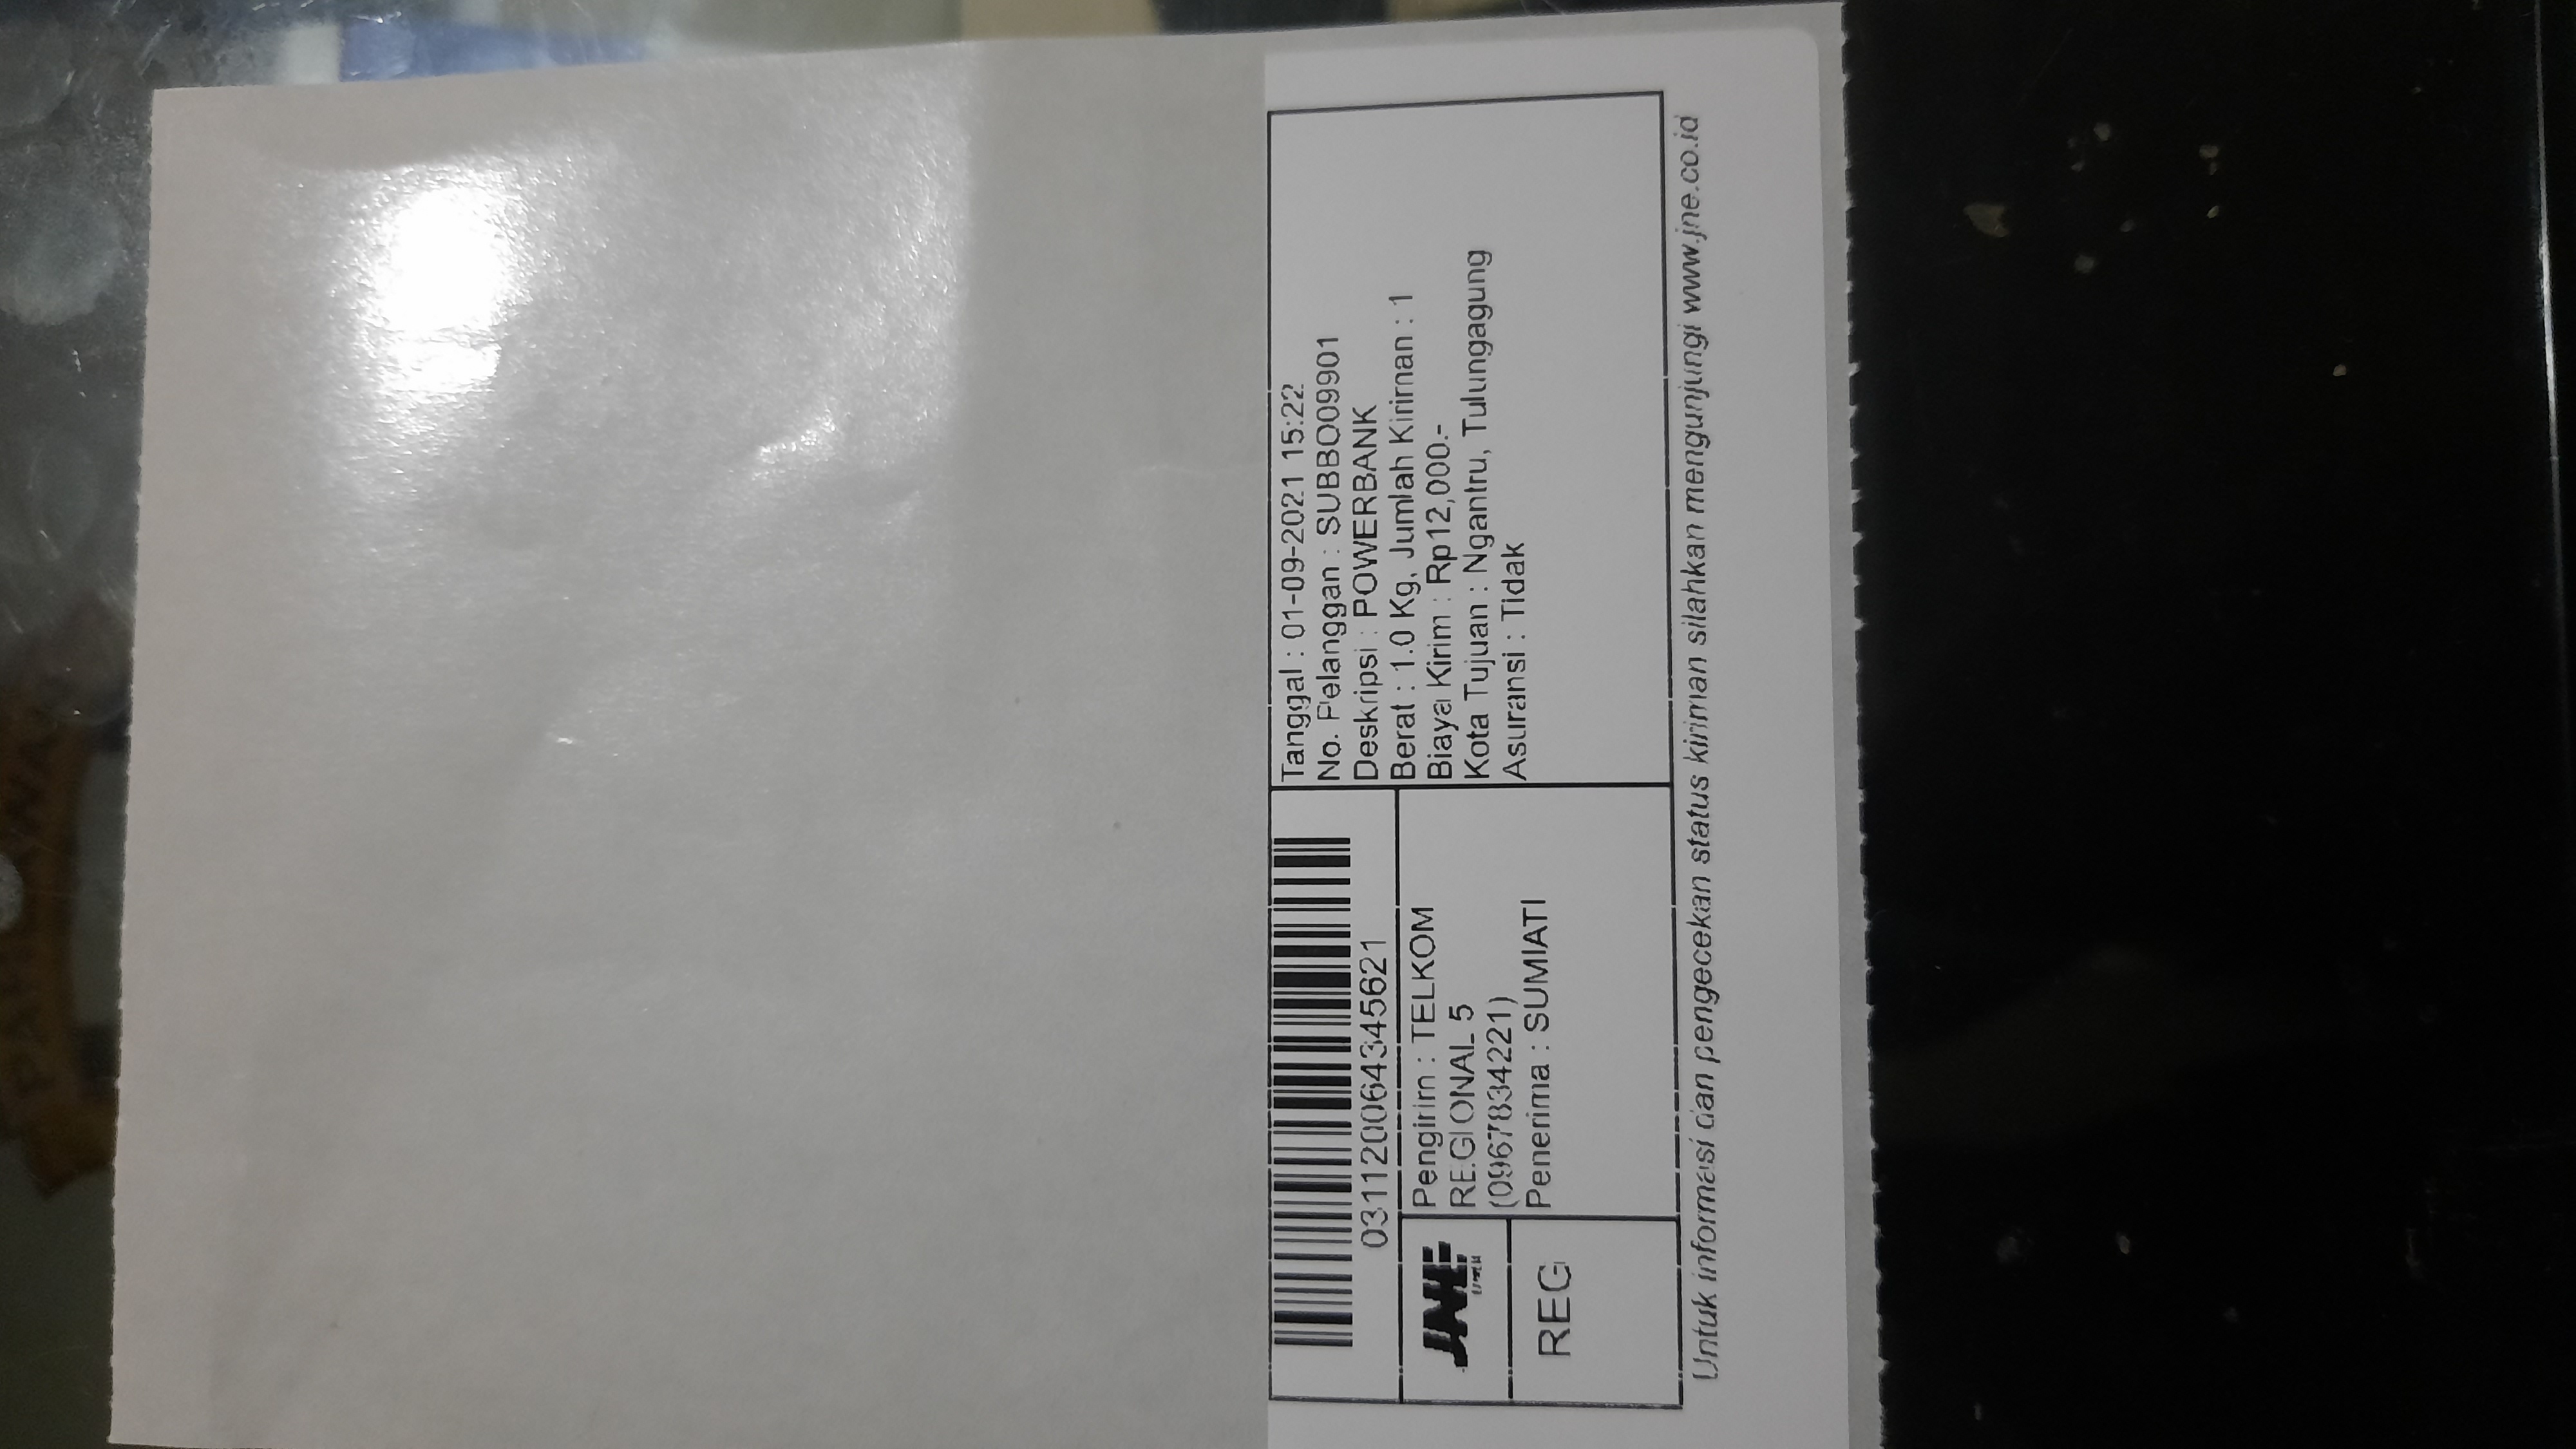 031120064345621
JNE
REG
Pengirim : TELKOM
REGIONAL 5
(0967834221)
Penerima : SUMIATI
Tanggal : 01-09-2021 15:22
No. Pelanggan : SUBBO09901
Deskripsi : POWERBANK
Berat : 1.0 Kg, Jumlah Kiriman : 1
Biaya Kirim : Rp12,000.-
Kota Tujuan : Ngantru, Tulungagung
Asuransi : Tidak
Untuk informasi dan pengecekan status kiriman silahkan mengunjungi www.jne.co.id